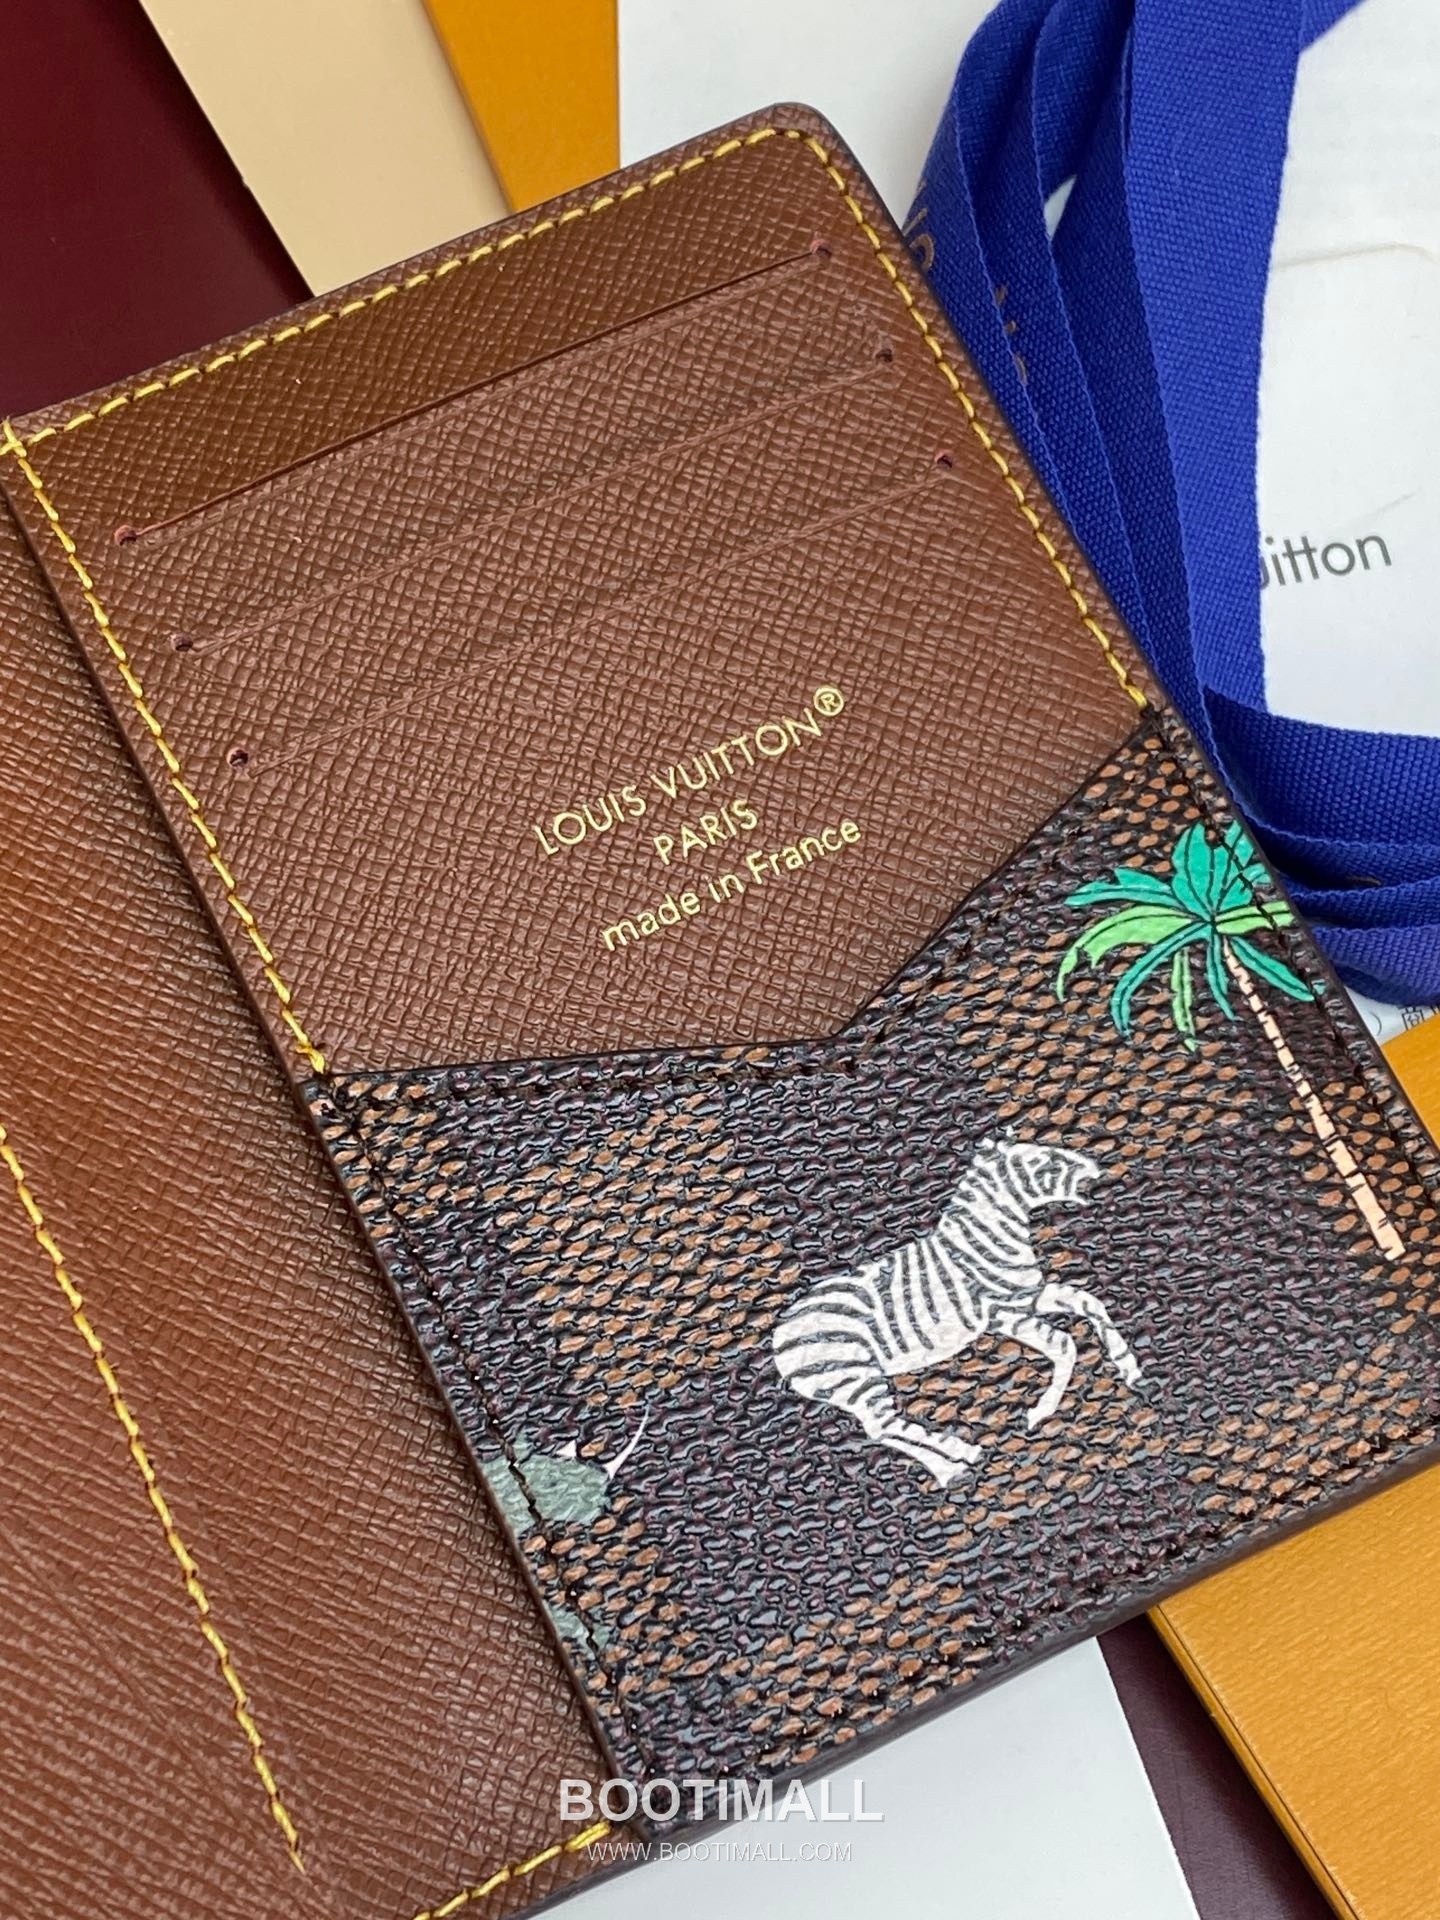 uitton
LOUIS VUITTON®
PARIS
made in France
BOOTIMALL
WWW.BOOTIMALL.COM